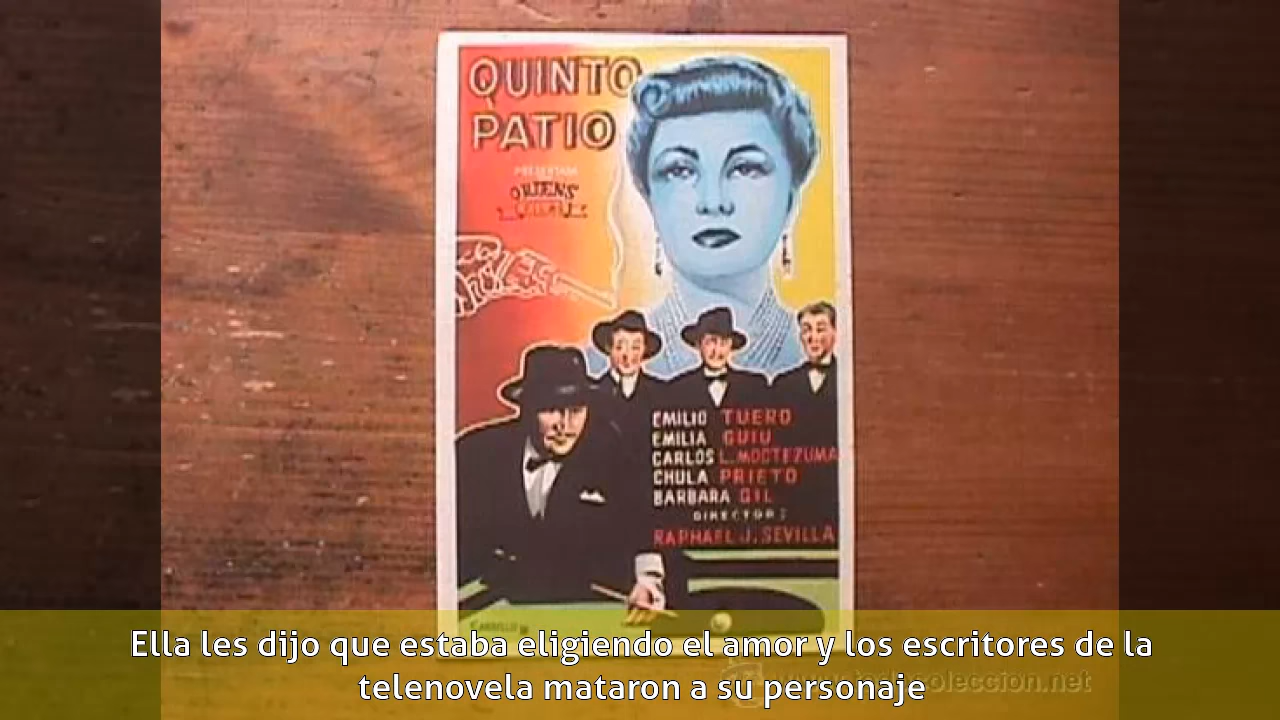 QUINTO
PATIO
PRESENTADA
EMILIO TUERO
EMILIA GUIU
CARLOS L. MOCTEZUMA
CHULA PRIETO
BARBARA GIL
DIRECTOR:
RAPHAEL J. SEVILLA
Ella les dijo que estaba eligiendo el amor y los escritores de la
telenovela mataron a su personaje